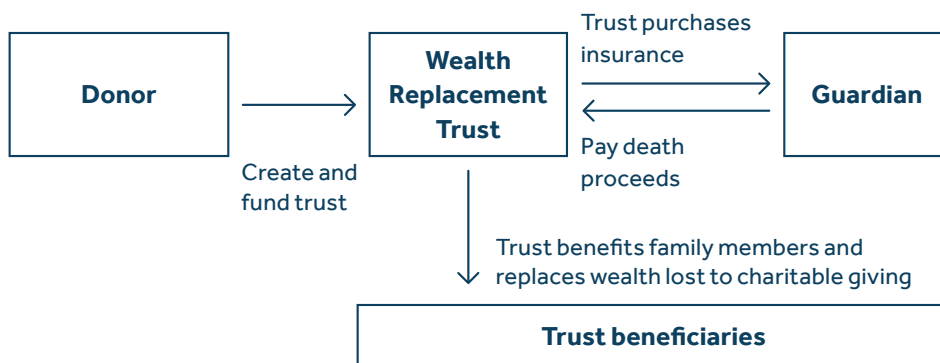 Donor
Create and
fund trust
Wealth
Replacement
Trust
Trust purchases
insurance
Pay death
proceeds
Guardian
Trust benefits family members and
replaces wealth lost to charitable giving
Trust beneficiaries